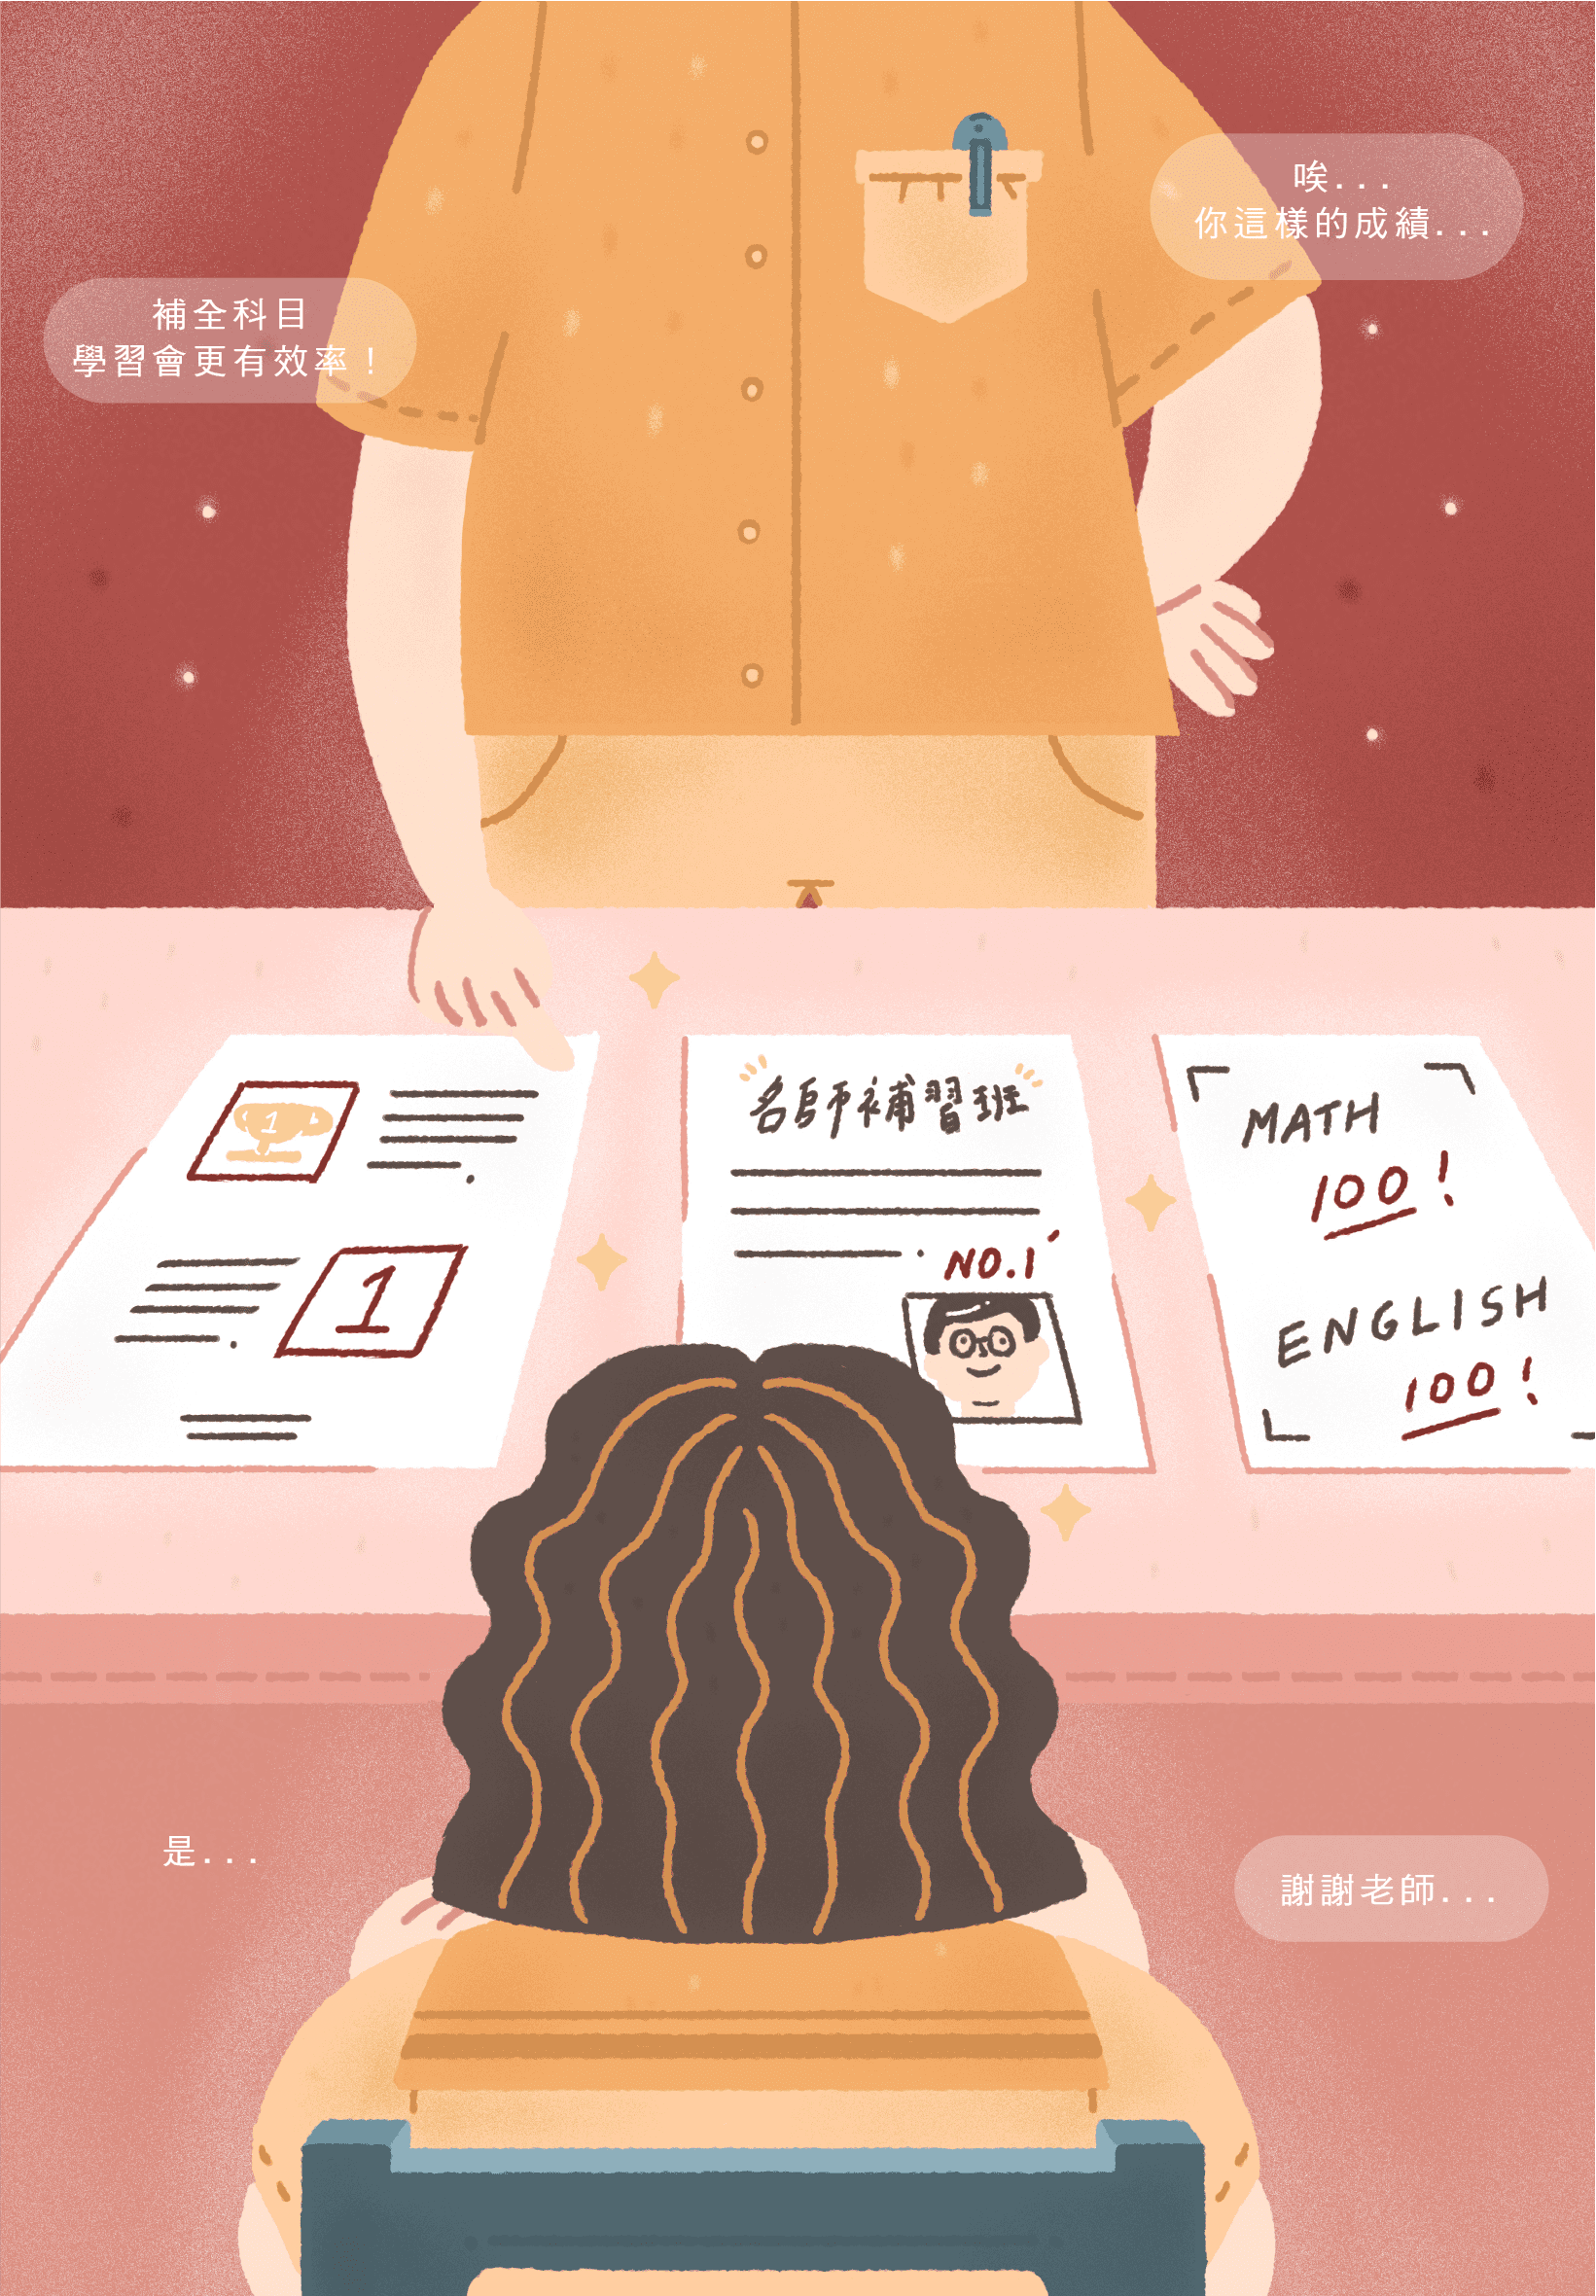 唉...
你這樣的成績...
補全科目
學習會更有效率！
1
1
名師補習班
NO.1
MATH
100!
ENGLISH
100!
是...
謝謝老師...